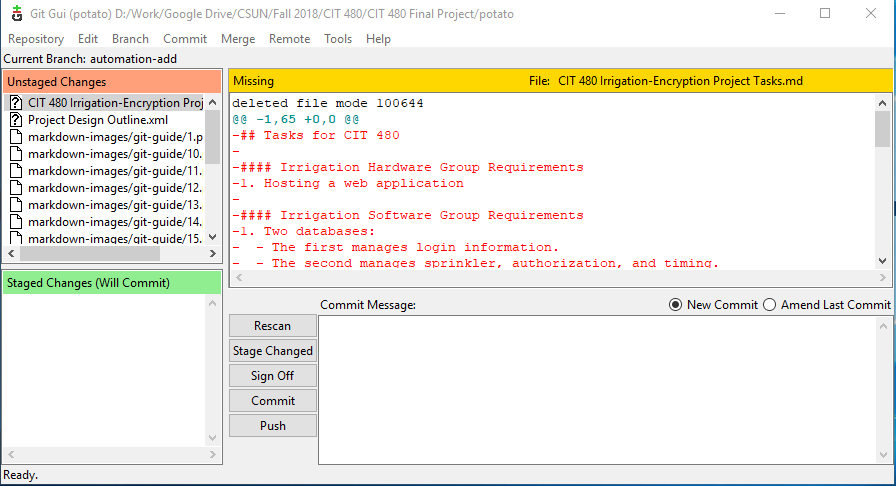 Git Gui (potato) D:/Work/Google Drive/CSUN/Fall 2018/CIT 480/CIT 480 Final Project/potato
Repository Edit Branch Commit Merge Remote Tools Help
Current Branch: automation-add
Unstaged Changes
CIT 480 Irrigation-Encryption Proj
Project Design Outline.xml
markdown-images/git-guide/1.p
markdown-images/git-guide/10.
markdown-images/git-guide/11.
markdown-images/git-guide/12.
markdown-images/git-guide/13.
markdown-images/git-guide/14.
markdown-images/git-guide/15.
Staged Changes (Will Commit)
Missing File: CIT 480 Irrigation-Encryption Project Tasks.md
deleted file mode 100644
@@ -1,65 +0,0 @@
-## Tasks for CIT 480
-
-#### Irrigation Hardware Group Requirements
-1. Hosting a web application
-
-#### Irrigation Software Group Requirements
-1. Two databases:
-  - The first manages login information.
-  - The second manages sprinkler, authorization, and timing.
Commit Message: New Commit Amend Last Commit
Rescan
Stage Changed
Sign Off
Commit
Push
Ready.